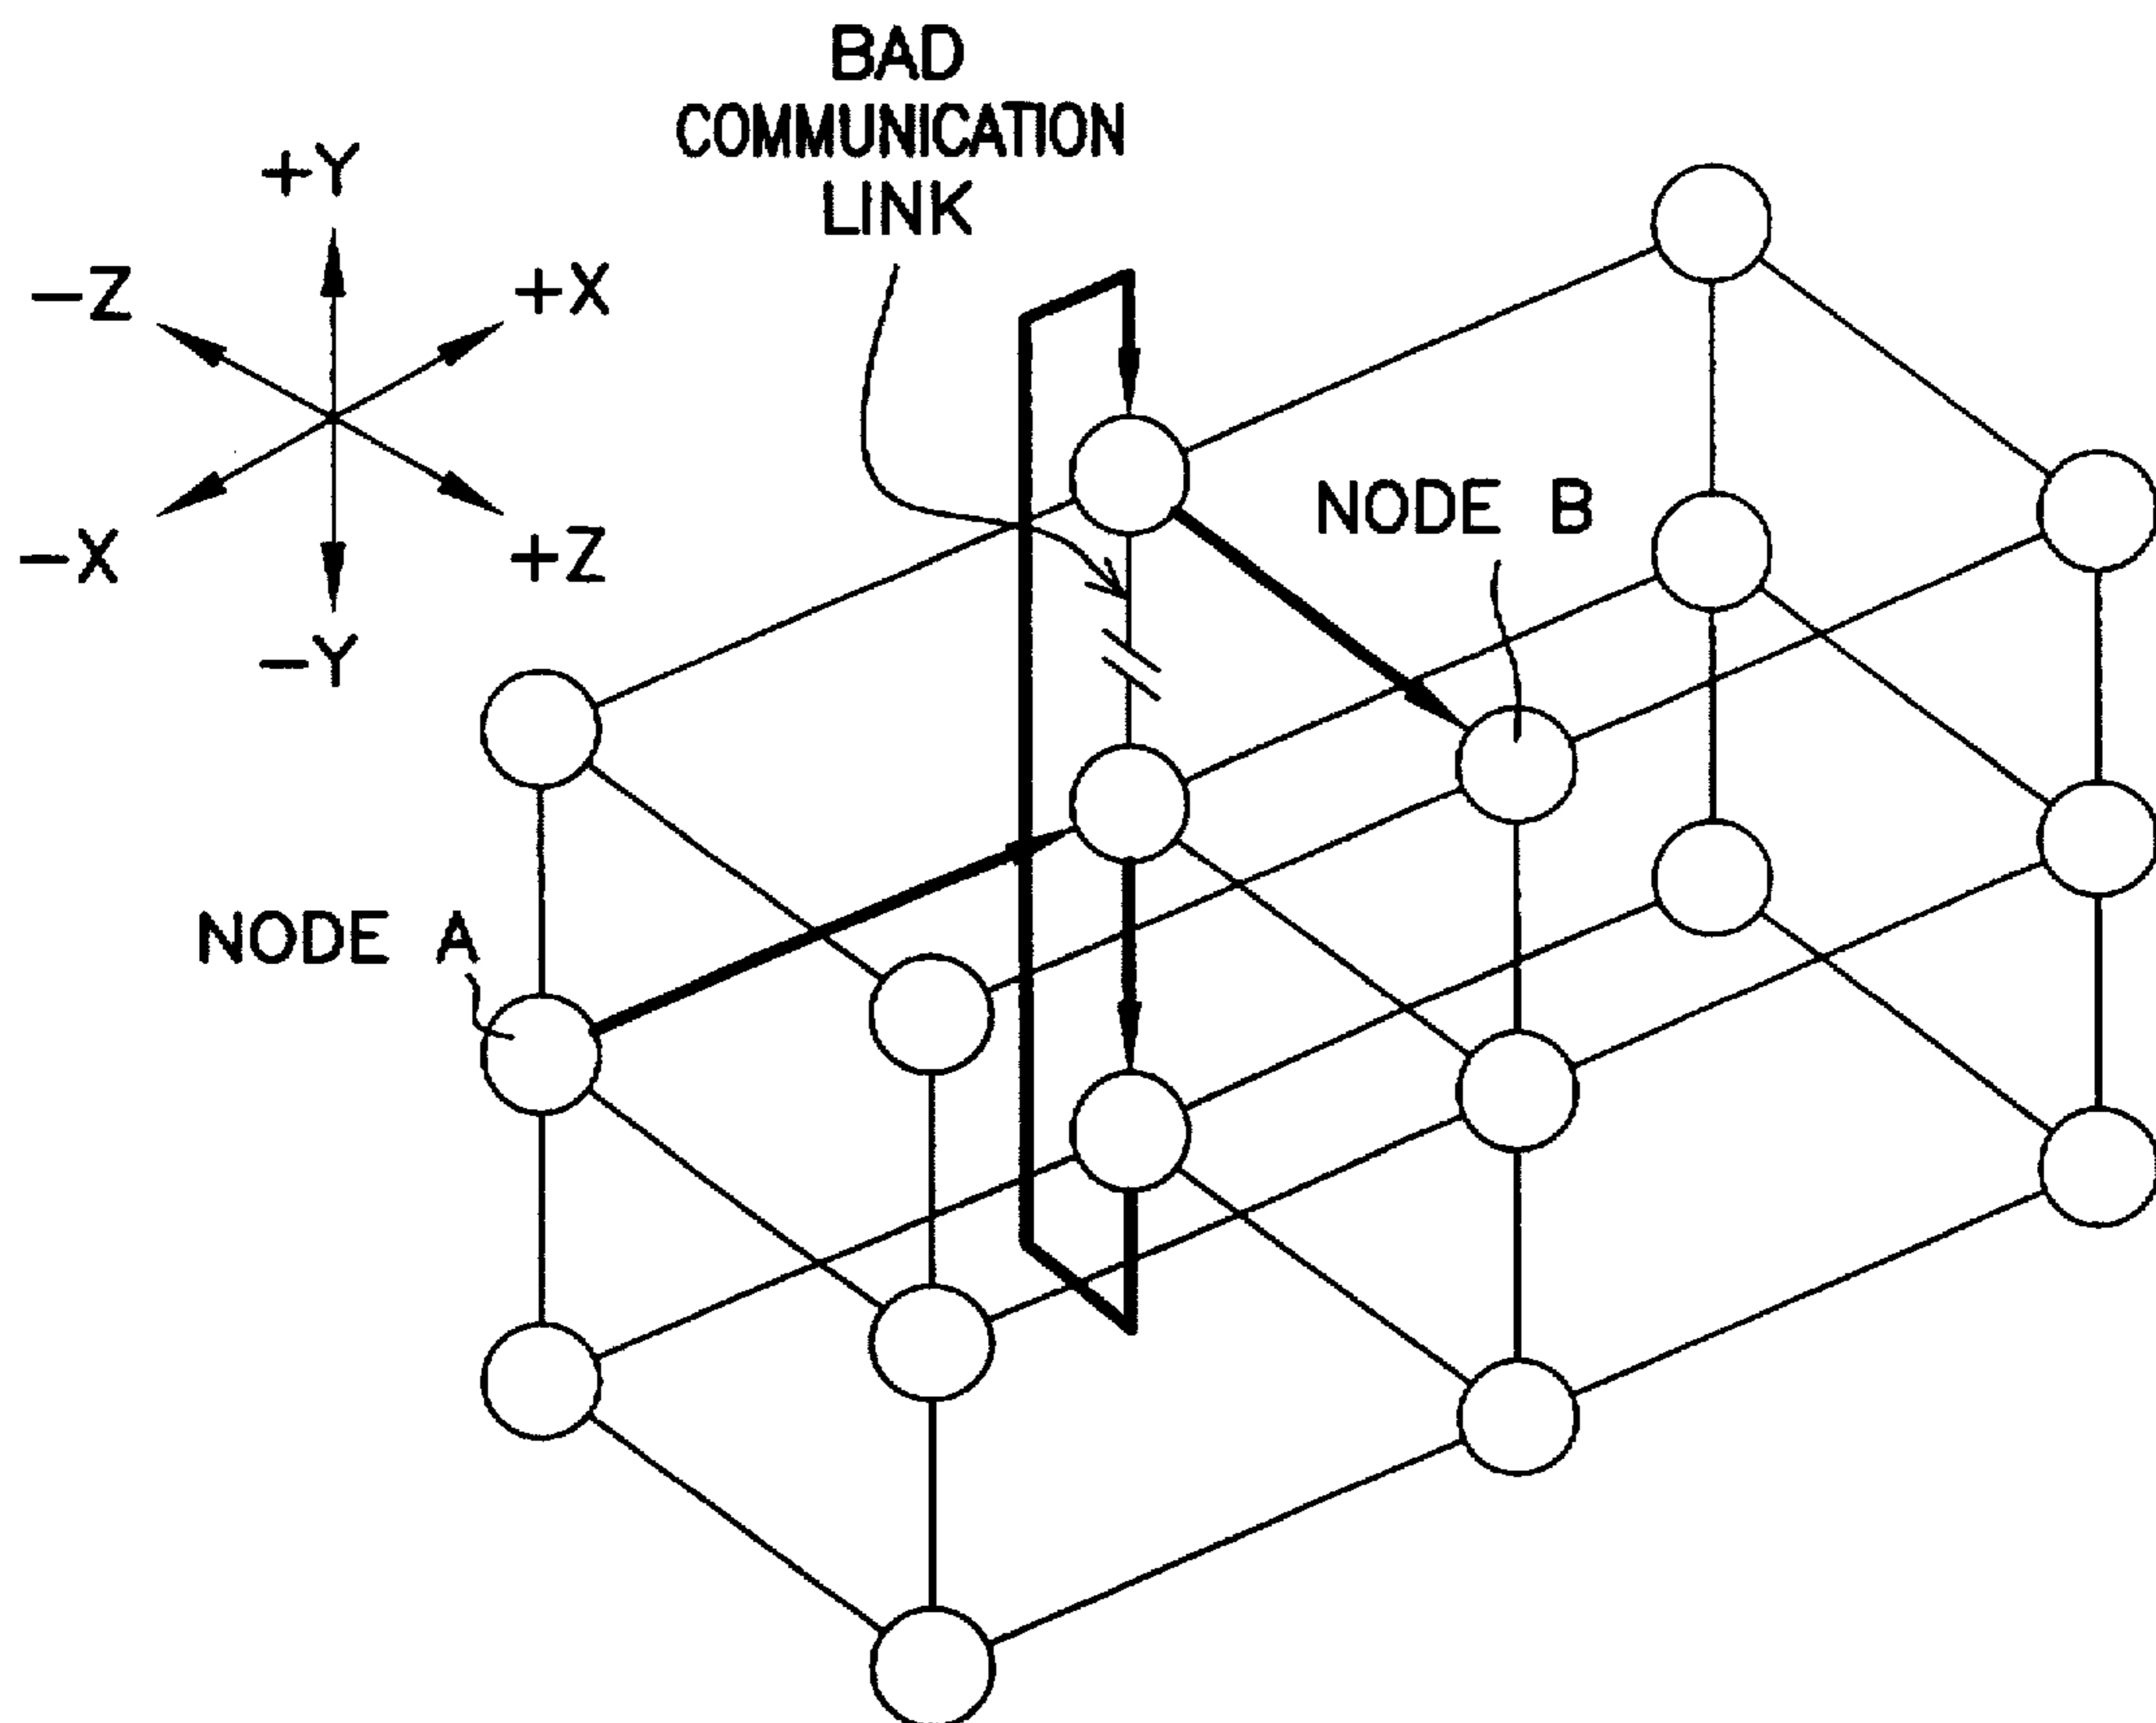 BAD
COMMUNICATION
LINK
+Y
−Z
+X
−X
+Z
−Y
NODE B
NODE A